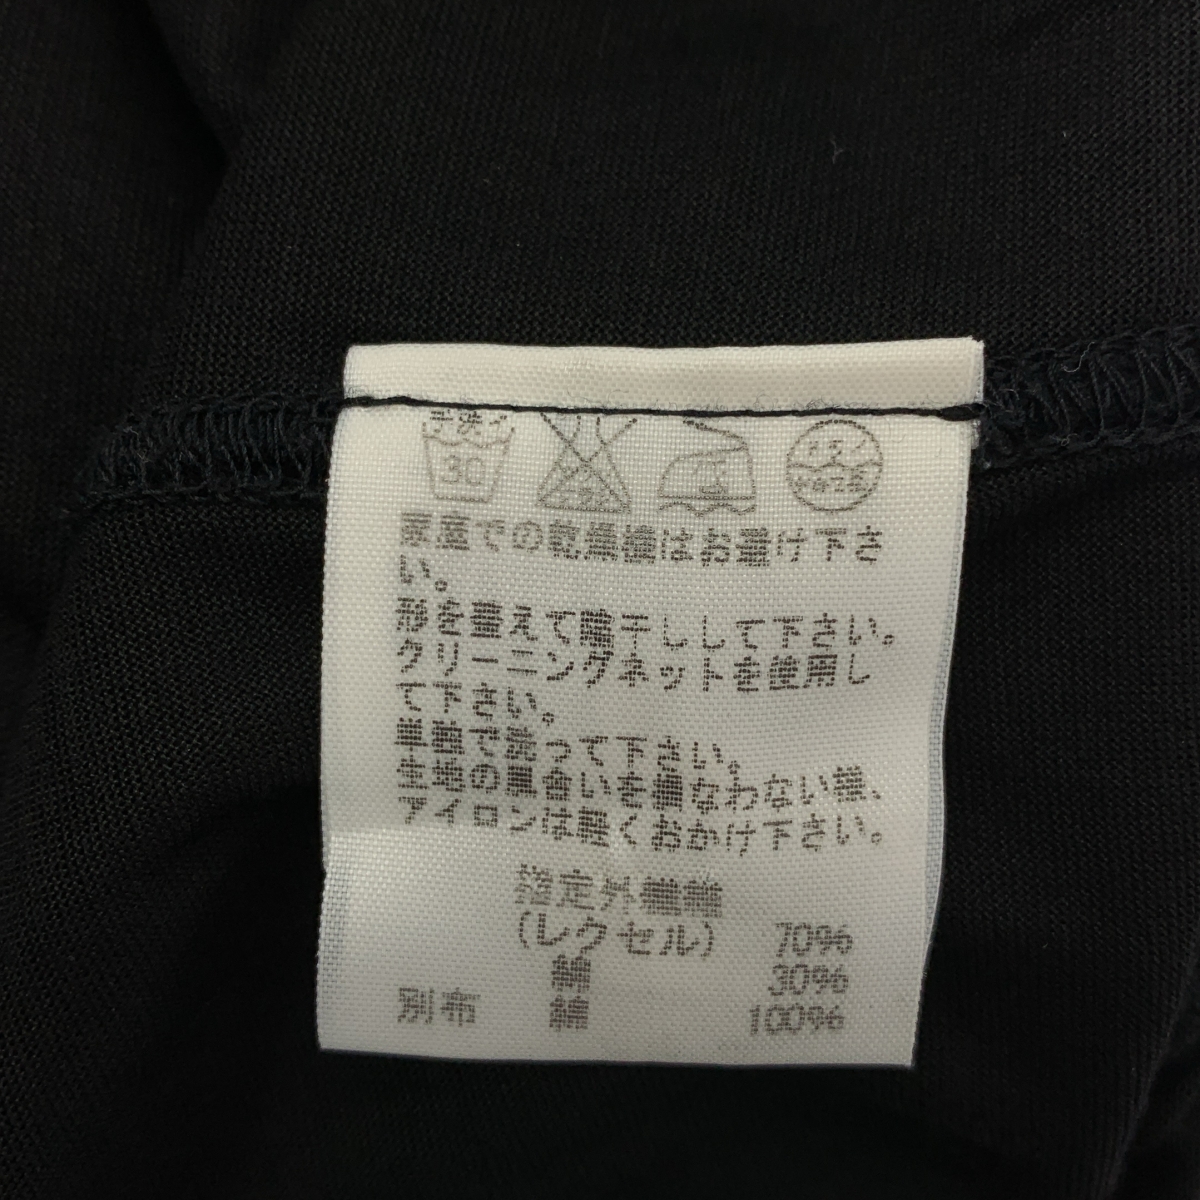 手洗イ
30
家庭での乾燥機はお避け下さ
い。
形を整えて陰干しして下さい。
クリーニングネットを使用し
て下さい。
単独で洗って下さい。
生地の風合いを損なわない様、
アイロンは軽くおかけ下さい。
指定外繊維
(レクセル) 70%
綿 30%
別布 綿 100%